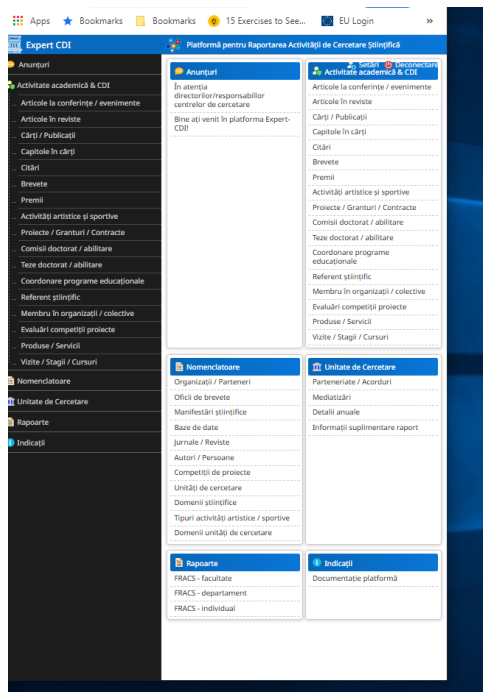 Apps
Bookmarks
Bookmarks
15 Exercises to See...
EU Login
»
Expert CDI
Platformă pentru Raportarea Activității de Cercetare Științifică
Setări
Deconectare
Anunțuri
Activitate academică & CDI
Articole la conferințe / evenimente
Articole în reviste
Cărți / Publicații
Capitole în cărți
Citări
Brevete
Premii
Activități artistice și sportive
Proiecte / Granturi / Contracte
Comisii doctorat / abilitare
Teze doctorat / abilitare
Coordonare programe educaționale
Referent științific
Membru în organizații / colective
Evaluări competiții proiecte
Produse / Servicii
Vizite / Stagii / Cursuri
Nomenclatoare
Unitate de Cercetare
Rapoarte
Indicații
Anunțuri
În atenția
directorilor/responsabillor
centrelor de cercetare
Bine ați venit în platforma Expert-
CDI!
Activitate academică & CDI
Articole la conferințe / evenimente
Articole în reviste
Cărți / Publicații
Capitole în cărți
Citări
Brevete
Premii
Activități artistice și sportive
Proiecte / Granturi / Contracte
Comisii doctorat / abilitare
Teze doctorat / abilitare
Coordonare programe
educaționale
Referent științific
Membru în organizații / colective
Evaluări competiții proiecte
Produse / Servicii
Vizite / Stagii / Cursuri
Nomenclatoare
Organizații / Parteneri
Oficii de brevete
Manifestări științifice
Baze de date
Jurnale / Reviste
Autori / Persoane
Competiții de proiecte
Unități de cercetare
Domenii științifice
Tipuri activități artistice / sportive
Domenii unități de cercetare
Unitate de Cercetare
Parteneriate / Acorduri
Mediatizări
Detalii anuale
Informații suplimentare raport
Rapoarte
FRACS - facultate
FRACS - departament
FRACS - individual
Indicații
Documentație platformă